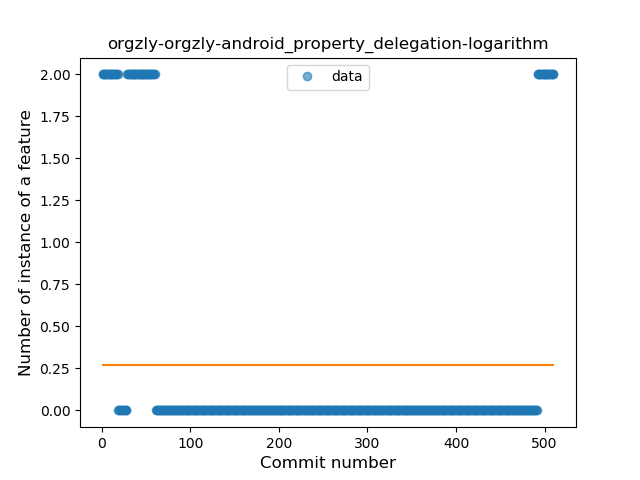 orgzly-orgzly-android_property_delegation-logarithm
data
Number of instance of a feature
2.00
1.75
1.50
1.25
1.00
0.75
0.50
0.25
0.00
0 100 200 300 400 500
Commit number